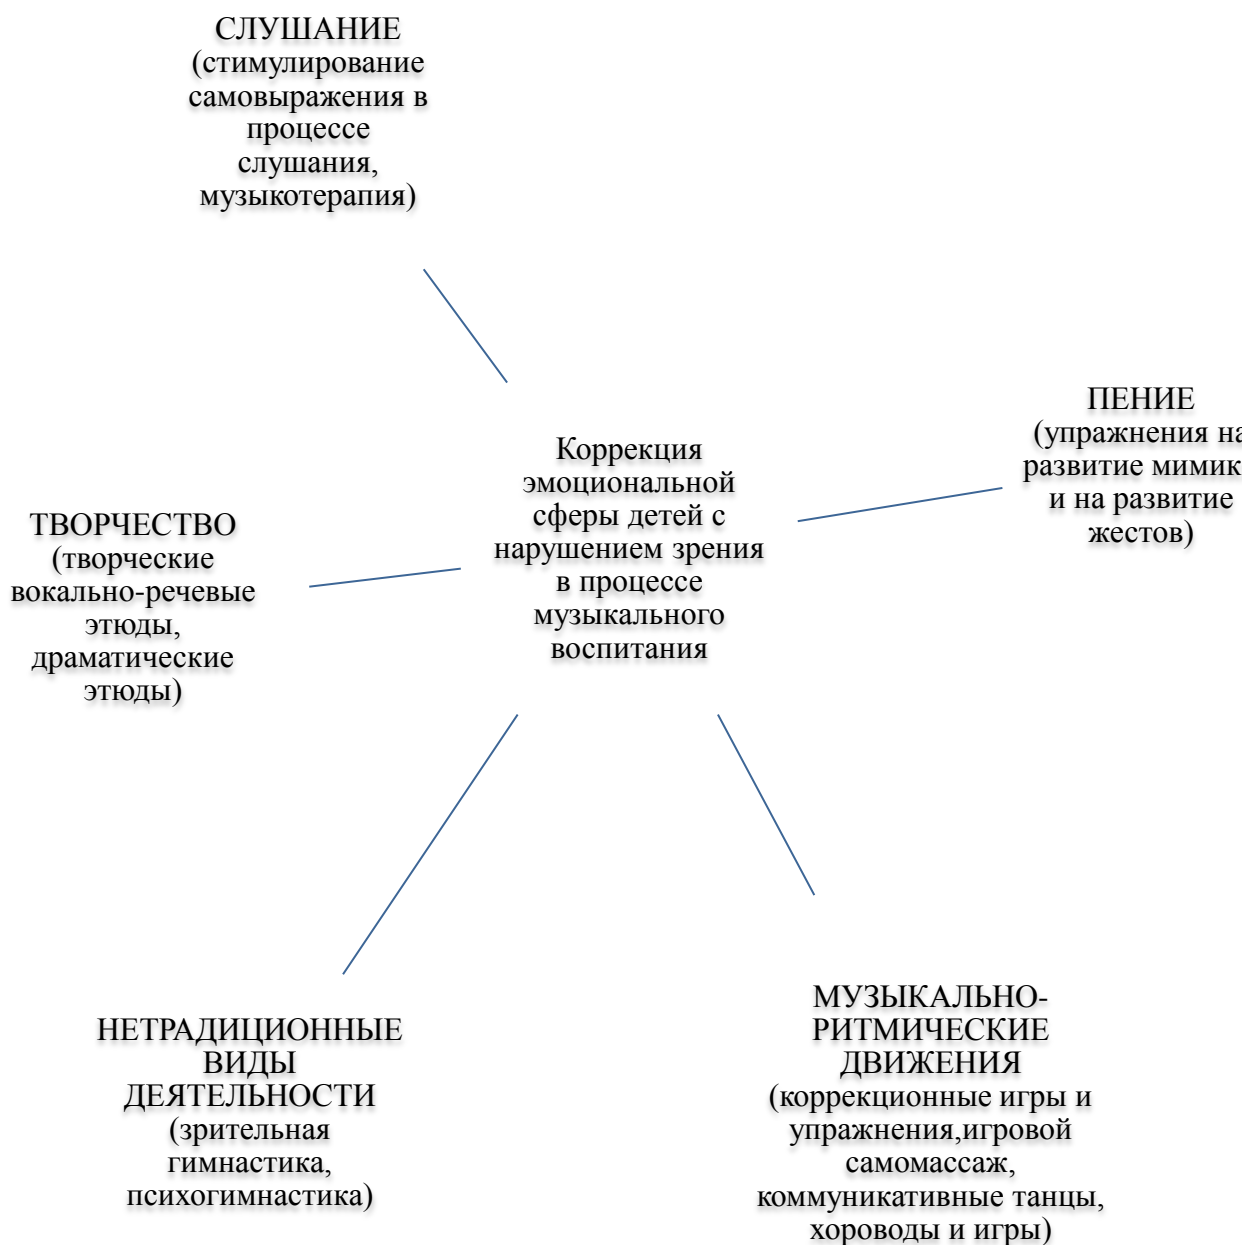 СЛУШАНИЕ
(стимулирование
самовыражения в
процессе
слушания,
музыкотерапия)
ПЕНИЕ
(упражнения на
развитие мимик
и на развитие
жестов)
Коррекция
эмоциональной
сферы детей с
нарушением зрения
в процессе
музыкального
воспитания
ТВОРЧЕСТВО
(творческие
вокально-речевые
этюды,
драматические
этюды)
НЕТРАДИЦИОННЫЕ
ВИДЫ
ДЕЯТЕЛЬНОСТИ
(зрительная
гимнастика,
психогимнастика)
МУЗЫКАЛЬНО-
РИТМИЧЕСКИЕ
ДВИЖЕНИЯ
(коррекционные игры и
упражнения,игровой
самомассаж,
коммуникативные танцы,
хороводы и игры)